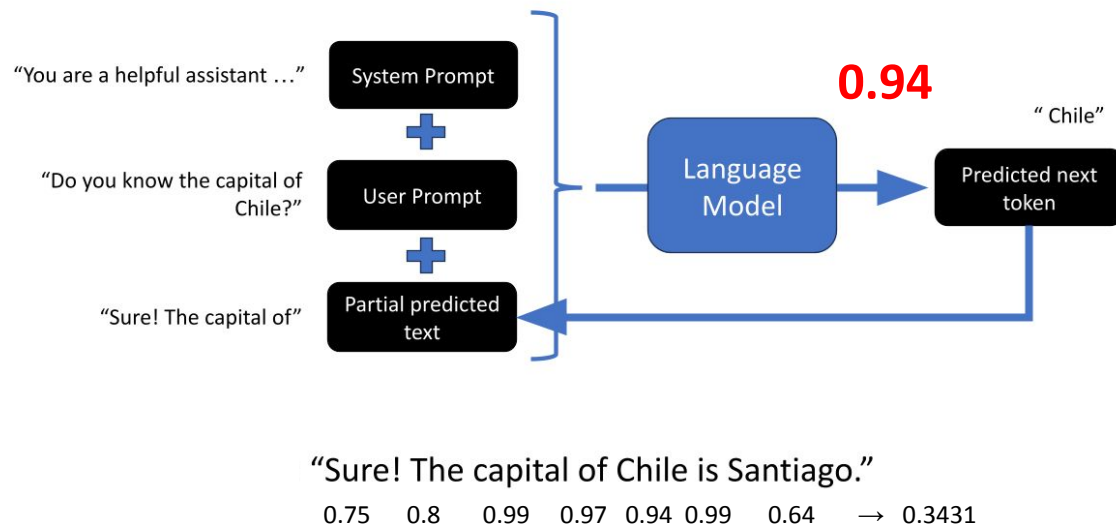 “You are a helpful assistant …”
System Prompt
“Do you know the capital of
Chile?”
User Prompt
“Sure! The capital of”
Partial predicted
text
Language
Model
0.94
“ Chile”
Predicted next
token
“Sure! The capital of Chile is Santiago.”
0.75 0.8 0.99 0.97 0.94 0.99 0.64 → 0.3431